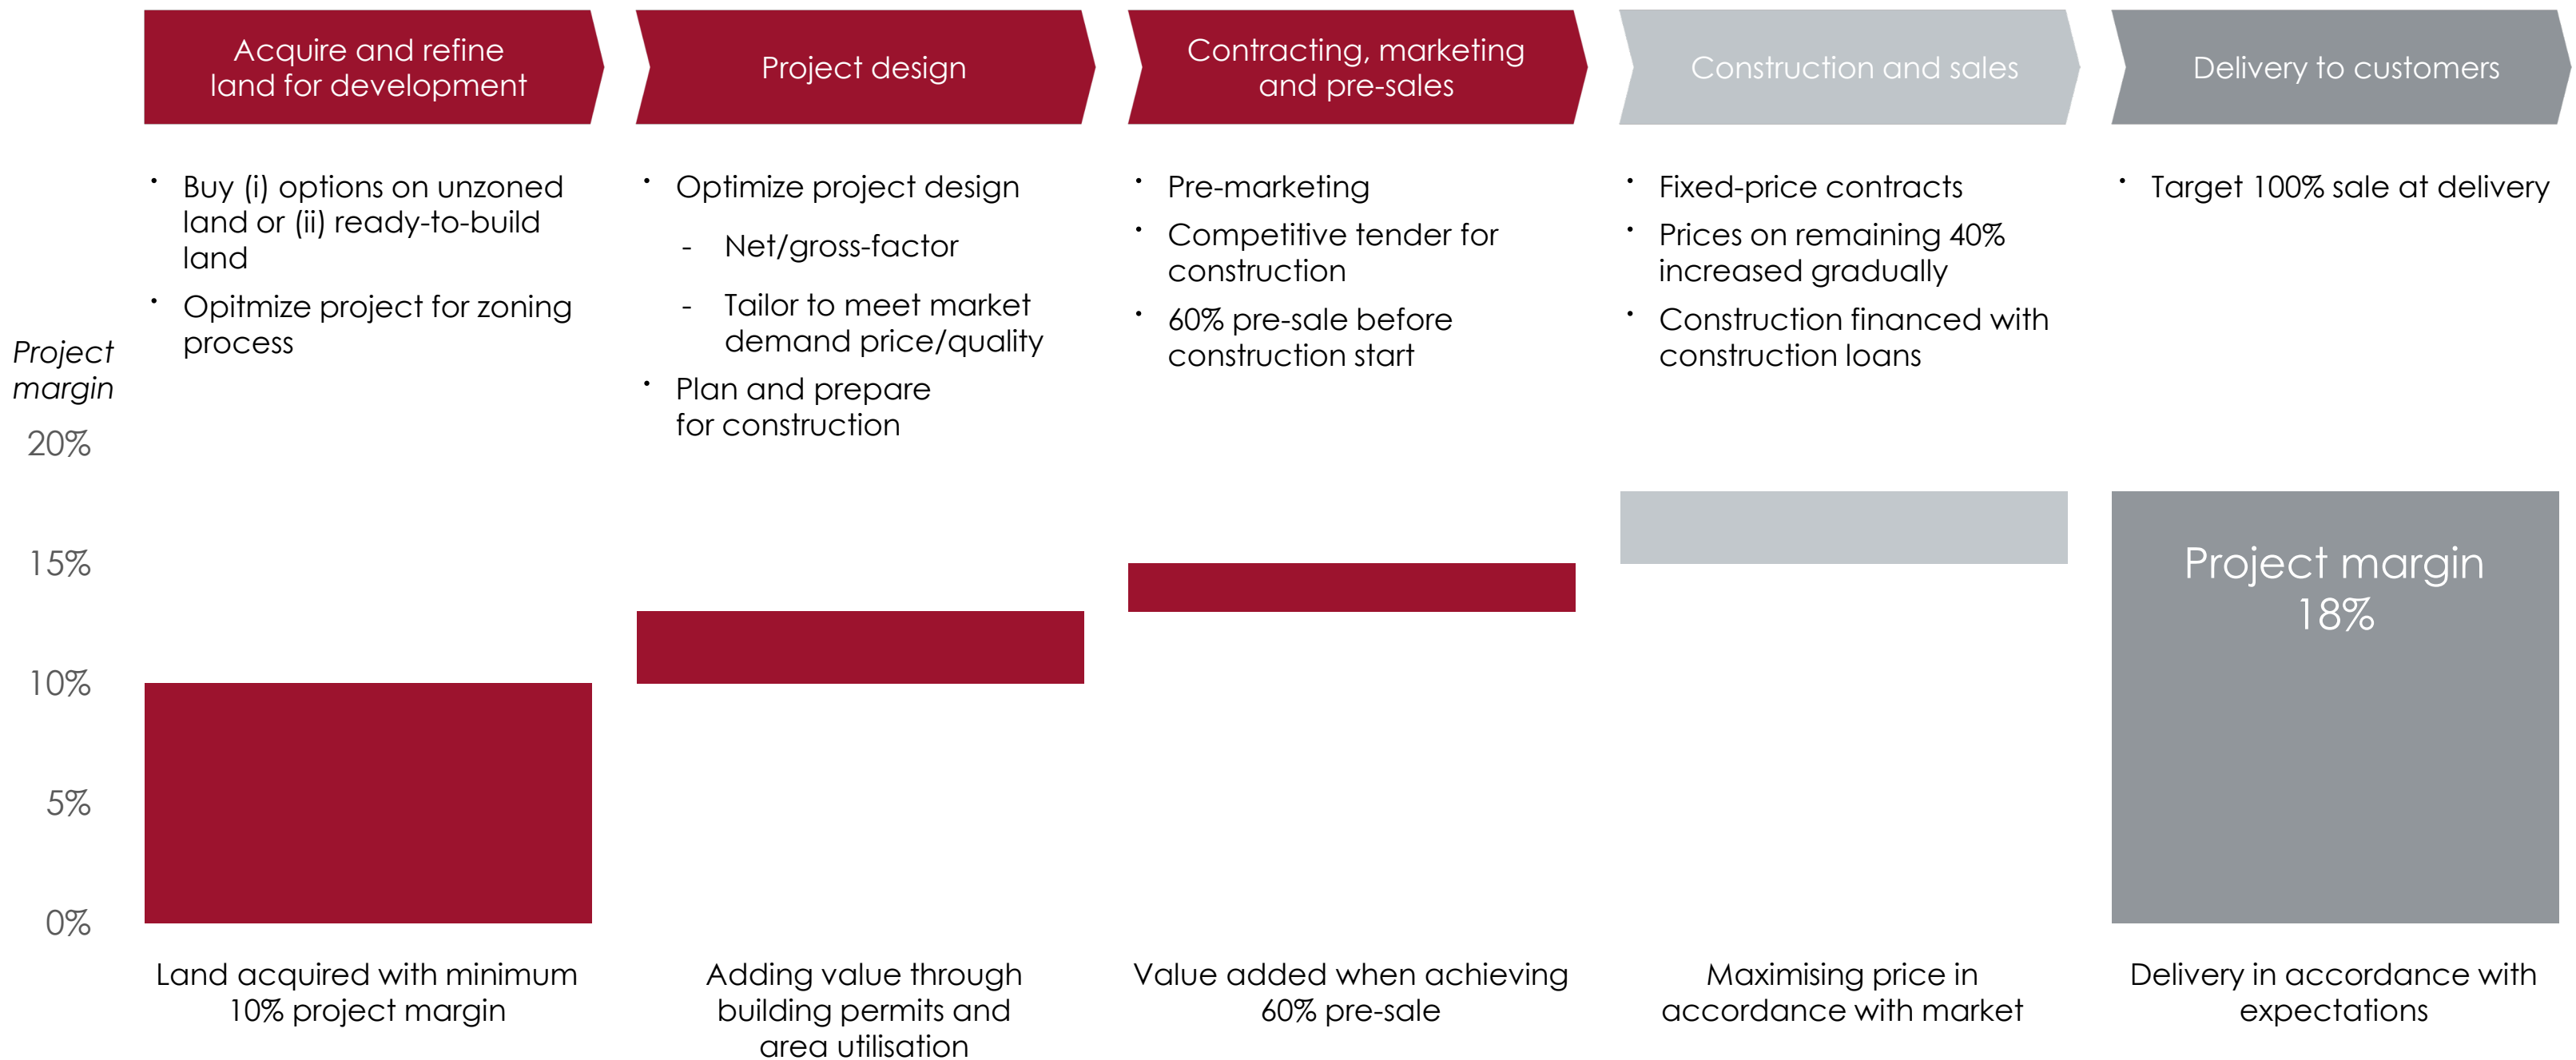 Acquire and refine
land for development
Project design
Contracting, marketing
and pre-sales
Construction and sales
Delivery to customers
· Buy (i) options on unzoned
land or (ii) ready-to-build
land
· Opitmize project for zoning
process
· Optimize project design
- Net/gross-factor
- Tailor to meet market
demand price/quality
· Plan and prepare
for construction
· Pre-marketing
· Competitive tender for
construction
· 60% pre-sale before
construction start
· Fixed-price contracts
· Prices on remaining 40%
increased gradually
· Construction financed with
construction loans
· Target 100% sale at delivery
Project
margin
20%
15%
10%
5%
0%
Project margin
18%
Land acquired with minimum
10% project margin
Adding value through
building permits and
area utilisation
Value added when achieving
60% pre-sale
Maximising price in
accordance with market
Delivery in accordance with
expectations